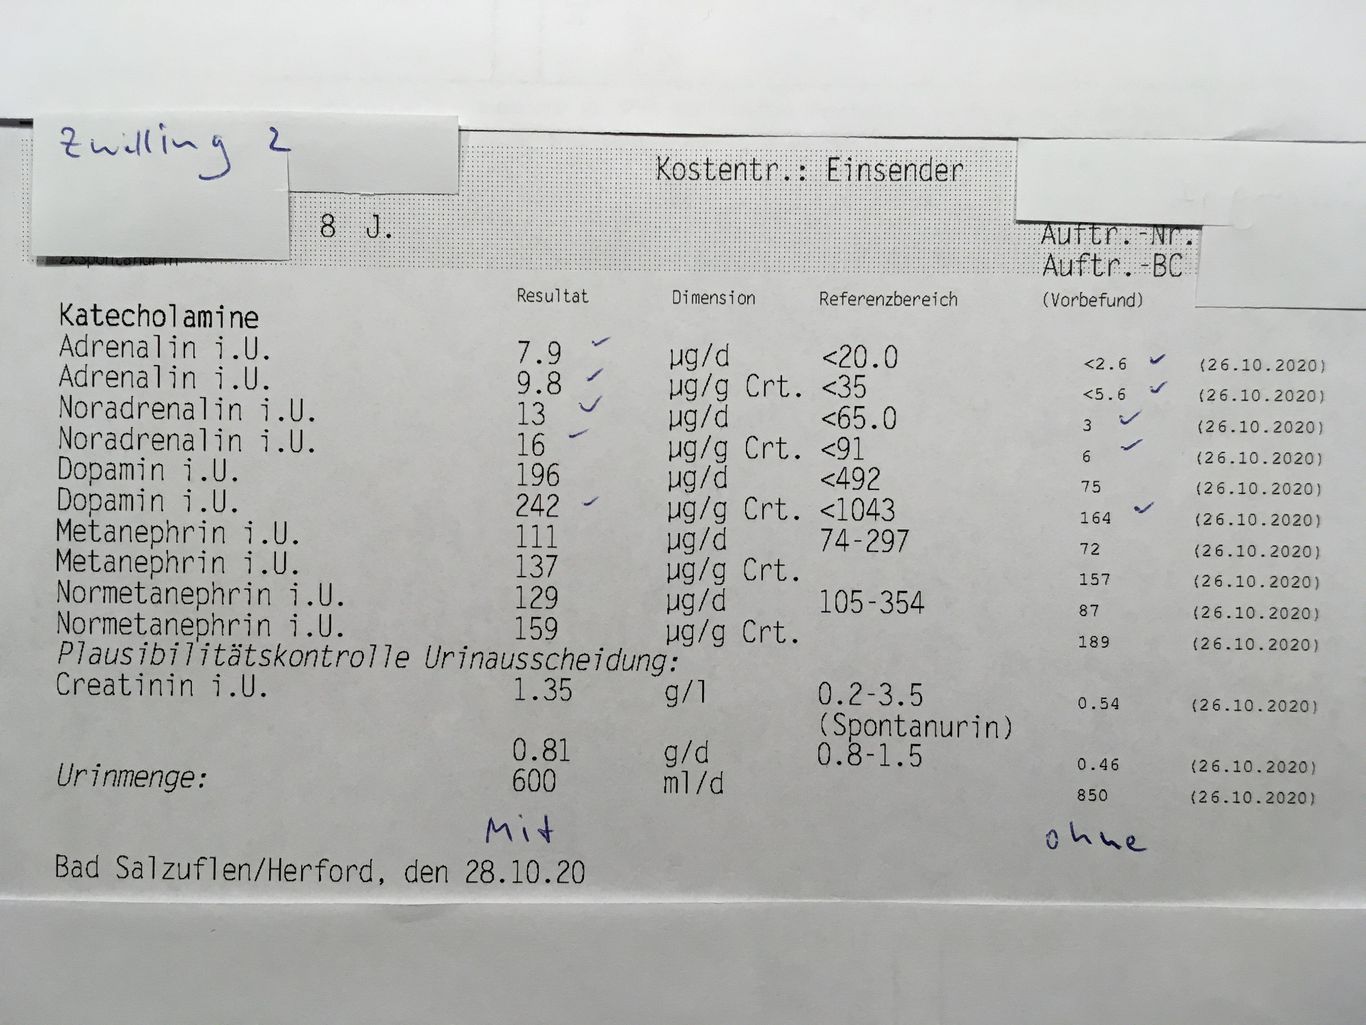 Zwilling 2
Kostentr.: Einsender
8 J.
Auftr.-Nr.
Auftr.-BC
Resultat Dimension Referenzbereich (Vorbefund)
Katecholamine
Adrenalin i.U. 7.9 ✓ µg/d <20.0 <2.6 ✓ (26.10.2020)
Adrenalin i.U. 9.8 ✓ µg/g Crt. <35 <5.6 ✓ (26.10.2020)
Noradrenalin i.U. 13 ✓ µg/d <65.0 3 ✓ (26.10.2020)
Noradrenalin i.U. 16 ✓ µg/g Crt. <91 6 ✓ (26.10.2020)
Dopamin i.U. 196 µg/d <492 75 (26.10.2020)
Dopamin i.U. 242 ✓ µg/g Crt. <1043 164 ✓ (26.10.2020)
Metanephrin i.U. 111 µg/d 74-297 72 (26.10.2020)
Metanephrin i.U. 137 µg/g Crt. 157 (26.10.2020)
Normetanephrin i.U. 129 µg/d 105-354 87 (26.10.2020)
Normetanephrin i.U. 159 µg/g Crt. 189 (26.10.2020)
Plausibilitätskontrolle Urinausscheidung:
Creatinin i.U. 1.35 g/l 0.2-3.5 0.54 (26.10.2020)
(Spontanurin)
0.81 g/d 0.8-1.5 0.46 (26.10.2020)
Urinmenge: 600 ml/d 850 (26.10.2020)
Mit ohne
Bad Salzuflen/Herford, den 28.10.20